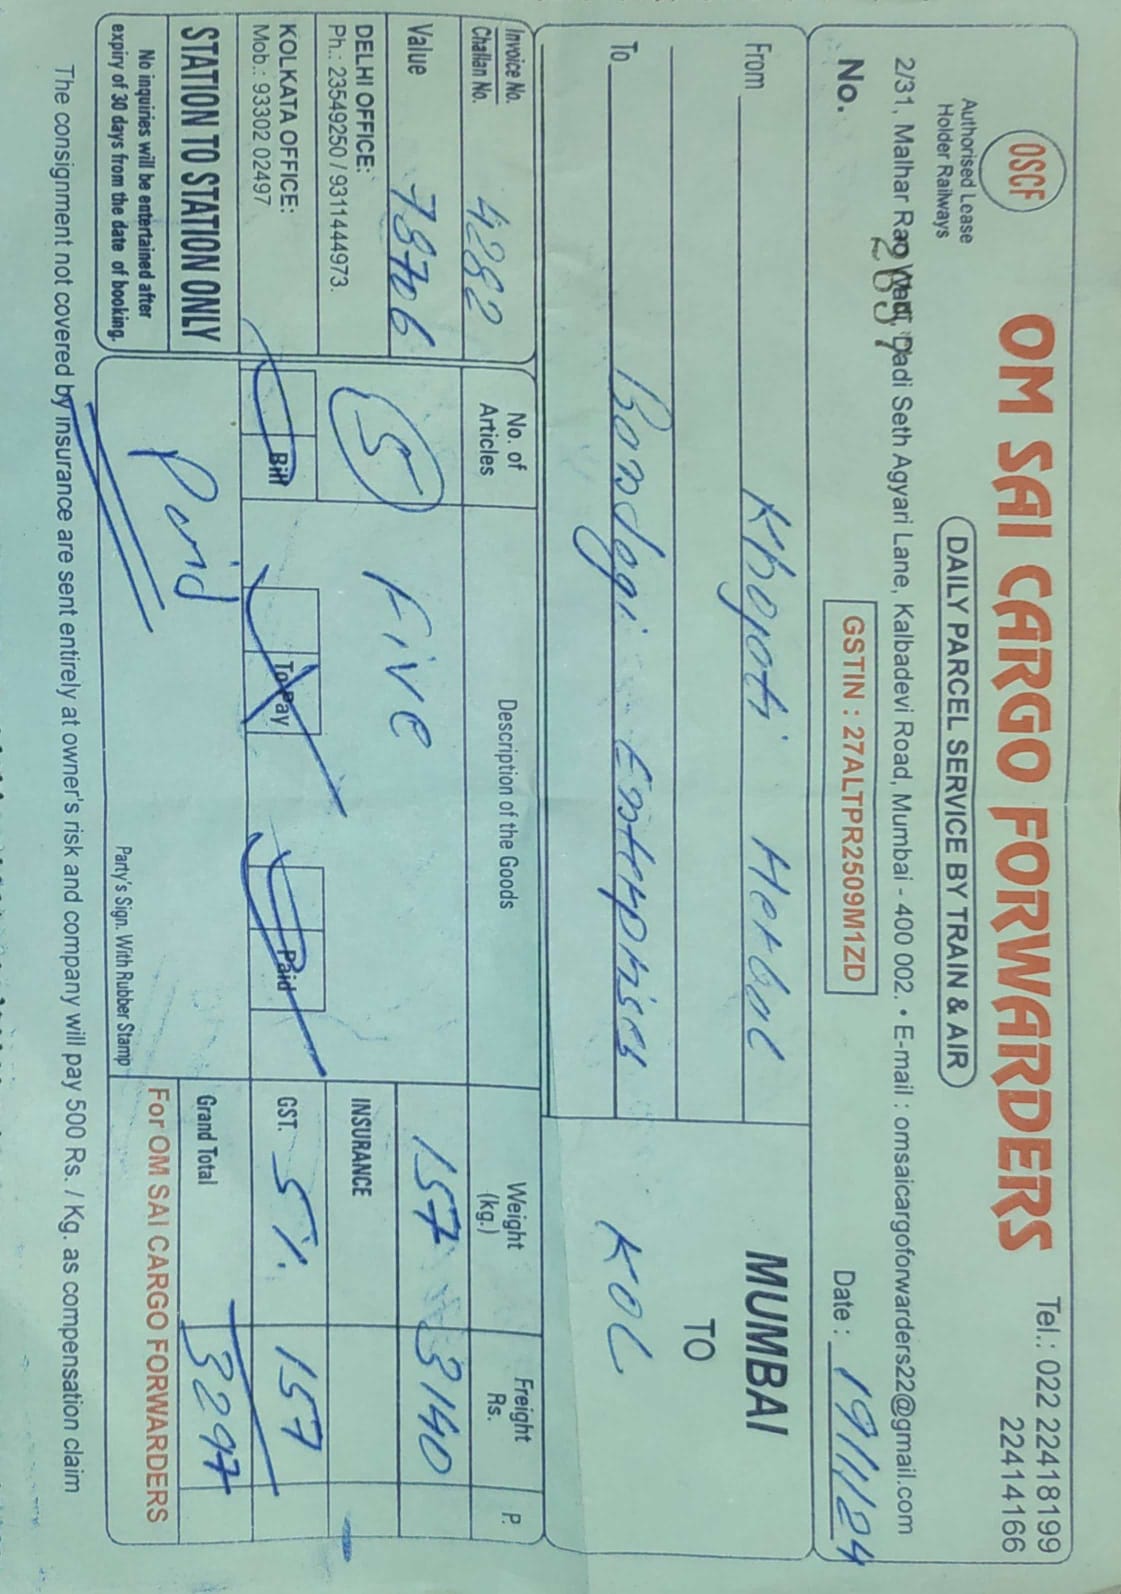 OSCF
Authorised Lease
Holder Railways
OM SAI CARGO FORWARDERS
Tel.: 022 22418199
22414166
DAILY PARCEL SERVICE BY TRAIN & AIR
2/31, Malhar Rao Wadi, Dadi Seth Agyari Lane, Kalbadevi Road, Mumbai - 400 002. • E-mail : omsaicargoforwarders22@gmail.com
No.
GSTIN : 27ALTPR2509M1ZD
Date : 19/1/24
From Khojati Herbal
To Bandegi Enterprises
MUMBAI
TO
KOL
Invoice No.
Challan No. 4282
Value 78706
DELHI OFFICE:
Ph.: 23549250 / 9311444973.
KOLKATA OFFICE:
Mob.: 93302 02497
STATION TO STATION ONLY
No inquiries will be entertained after
expiry of 30 days from the date of booking.
No. of Articles
Description of the Goods
Weight (kg.)
Freight Rs.
P.
5 Five 157 3140
INSURANCE
Bill To Pay Paid
GST. 5% 157
Grand Total 3297
Paid
Party's Sign. With Rubber Stamp
For OM SAI CARGO FORWARDERS
The consignment not covered by insurance are sent entirely at owner's risk and company will pay 500 Rs. / Kg. as compensation claim